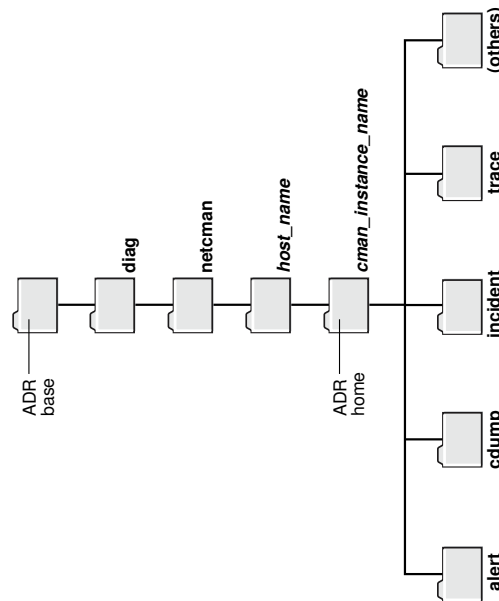 ADR
base
diag
netcman
host_name
ADR
home
cman_instance_name
alert
cdump
incident
trace
(others)